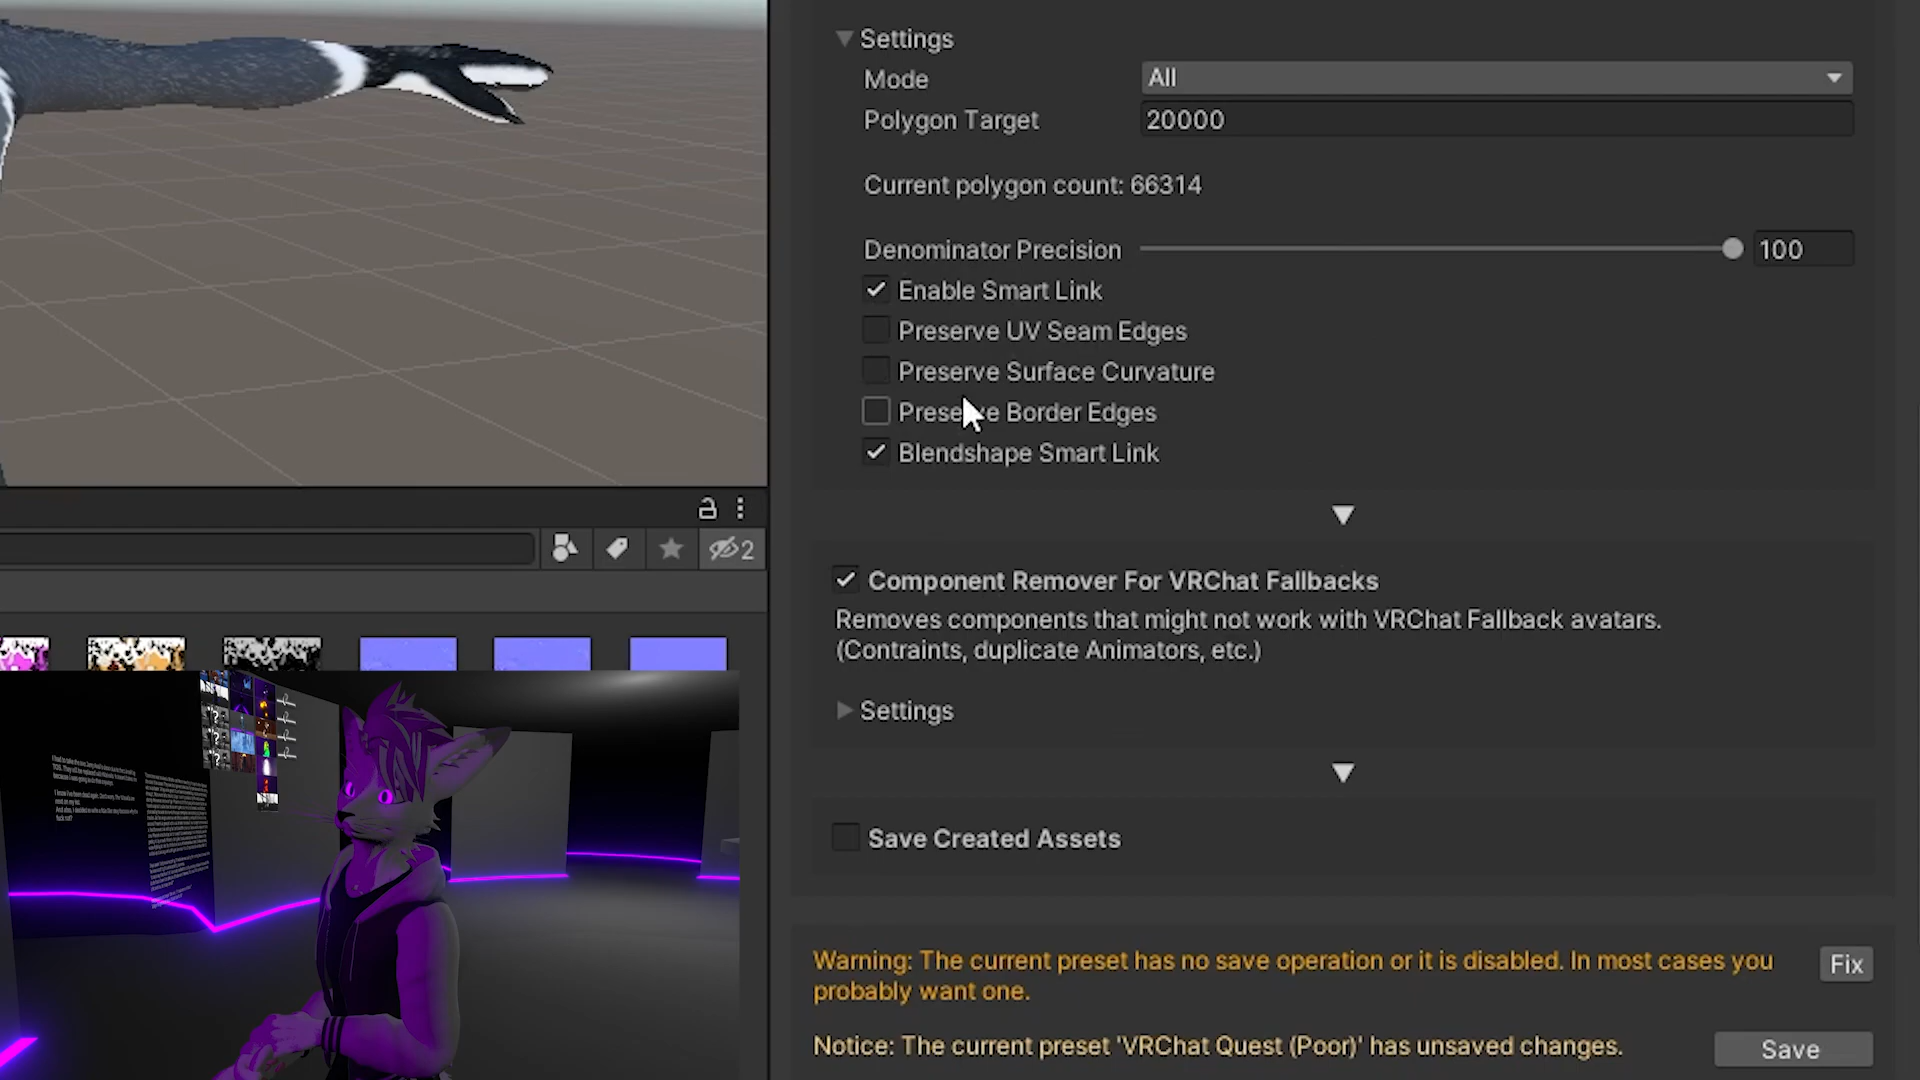 Settings
Mode
All
Polygon Target
20000
Current polygon count: 66314
Denominator Precision
100
Enable Smart Link
Preserve UV Seam Edges
Preserve Surface Curvature
Border Edges
Blendshape Smart Link
2
Component Remover For VRChat Fallbacks
Removes components that might not work with VRChat Fallback avatars.
(Contraints, duplicate Animators, etc.)
Settings
Save Created Assets
Warning: The current preset has no save operation or it is disabled. In most cases you
probably want one.
Fix
Notice: The current preset 'VRChat Quest (Poor)' has unsaved changes.
Save